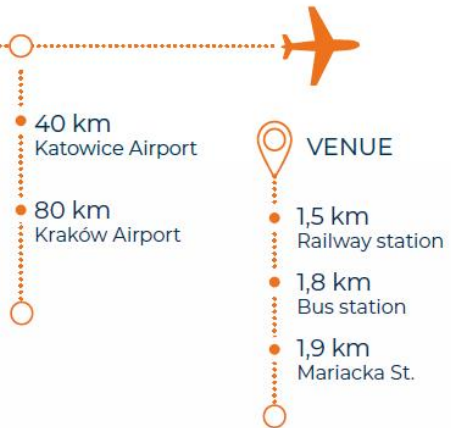 40 km
Katowice Airport
80 km
Kraków Airport
VENUE
1,5 km
Railway station
1,8 km
Bus station
1,9 km
Mariacka St.